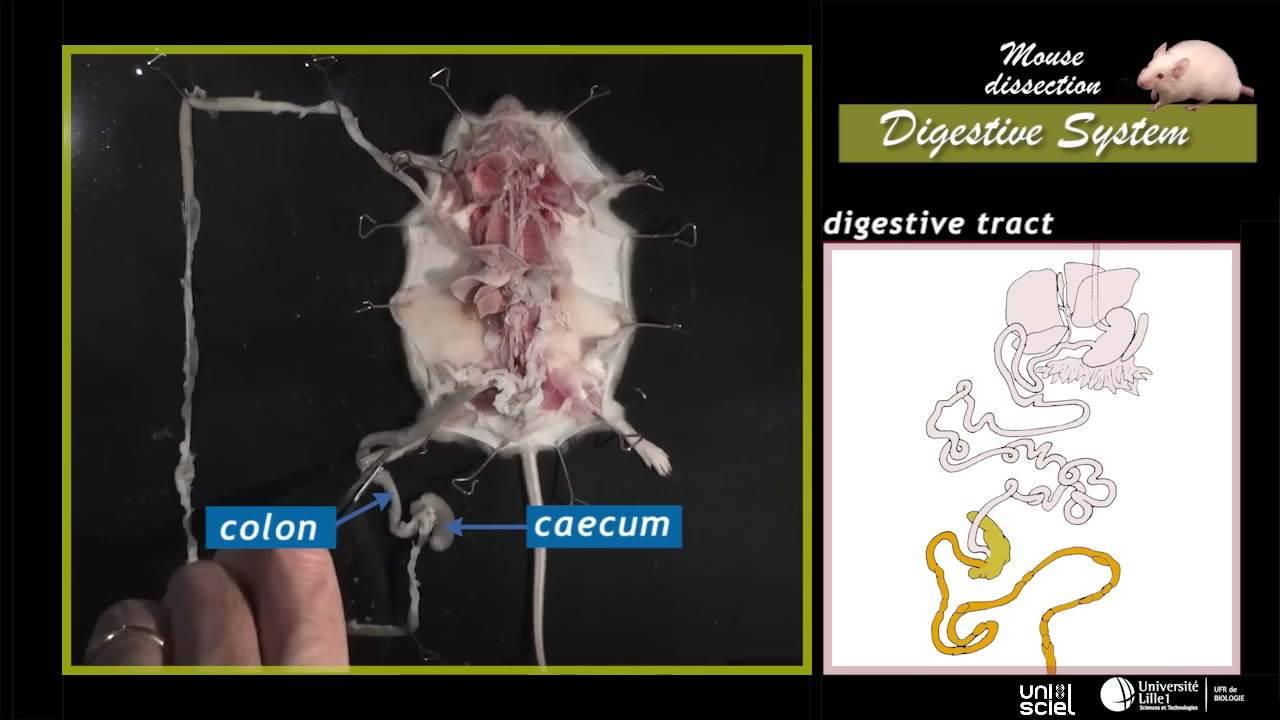 Mouse
dissection
Digestive System
digestive tract
colon
caecum
uni
sciel
Université
Lille1
Sciences et Technologies
UFR de
BIOLOGIE